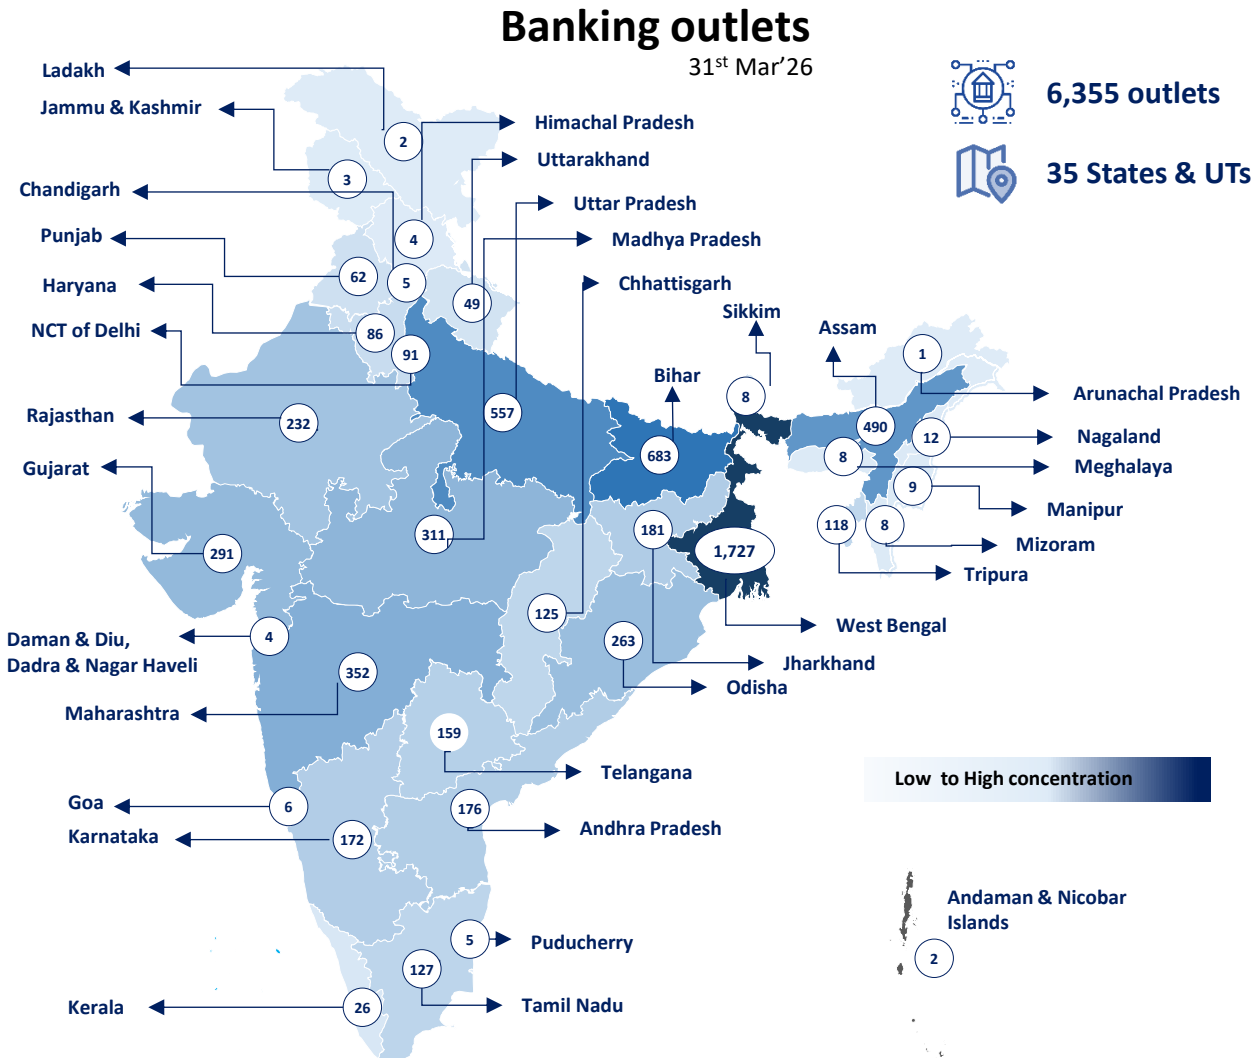 Banking outlets
31st Mar'26
6,355 outlets
35 States & UTs
Ladakh
2
Jammu & Kashmir
3
Himachal Pradesh
4
Uttarakhand
49
Chandigarh
5
Uttar Pradesh
557
Punjab
62
Madhya Pradesh
311
Haryana
86
Chhattisgarh
125
NCT of Delhi
91
Sikkim
8
Assam
490
Bihar
683
1
Arunachal Pradesh
Rajasthan
232
12
Nagaland
Gujarat
291
8
Meghalaya
9
Manipur
181
118
8
Mizoram
1,727
Tripura
West Bengal
Daman & Diu,
Dadra & Nagar Haveli
4
263
Jharkhand
Odisha
352
Maharashtra
159
Telangana
Low to High concentration
Goa
6
176
Andhra Pradesh
Karnataka
172
Andaman & Nicobar
Islands
2
5
Puducherry
127
Tamil Nadu
Kerala
26